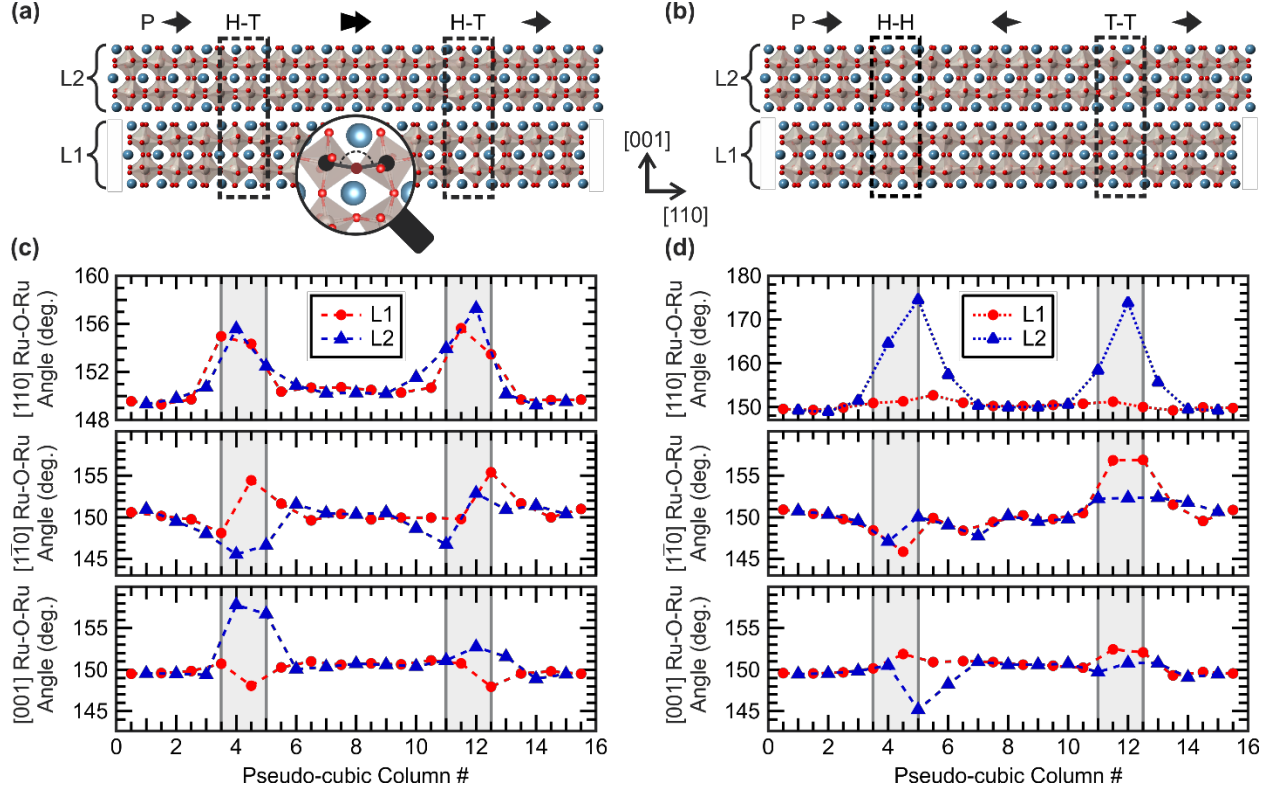 (a)
P H-T H-T
L2
L1
(b)
P H-H T-T
L2
L1
[001]
[110]
(c)
[110] Ru-O-Ru
Angle (deg.)
160
156
152
148
L1
L2
[11̄0] Ru-O-Ru
Angle (deg.)
155
150
145
[001] Ru-O-Ru
Angle (deg.)
155
150
145
0 2 4 6 8 10 12 14 16
Pseudo-cubic Column #
(d)
[110] Ru-O-Ru
Angle (deg.)
180
170
160
150
L1
L2
[11̄0] Ru-O-Ru
Angle (deg.)
155
150
145
[001] Ru-O-Ru
Angle (deg.)
155
150
145
0 2 4 6 8 10 12 14 16
Pseudo-cubic Column #